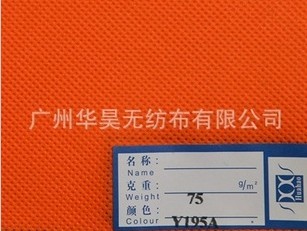 广州华昊无纺布有限公司
名称:
Name
克重: g/m²
Weight 75
颜色:
Colour Y195A
Huahao